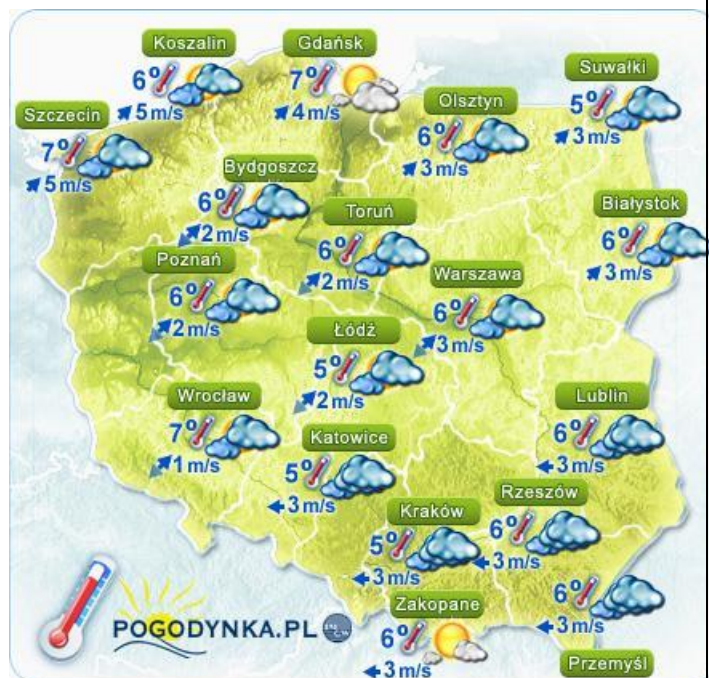 Koszalin
6°
5 m/s
Gdańsk
7°
4 m/s
Suwałki
5°
3 m/s
Szczecin
7°
5 m/s
Olsztyn
6°
3 m/s
Bydgoszcz
6°
2 m/s
Toruń
6°
2 m/s
Białystok
6°
3 m/s
Poznań
6°
2 m/s
Warszawa
6°
3 m/s
Łódź
5°
2 m/s
Wrocław
7°
1 m/s
Katowice
5°
3 m/s
Lublin
6°
3 m/s
Kraków
5°
3 m/s
Rzeszów
6°
3 m/s
Zakopane
6°
3 m/s
6°
3 m/s
Przemyśl
POGODYNKA.PL